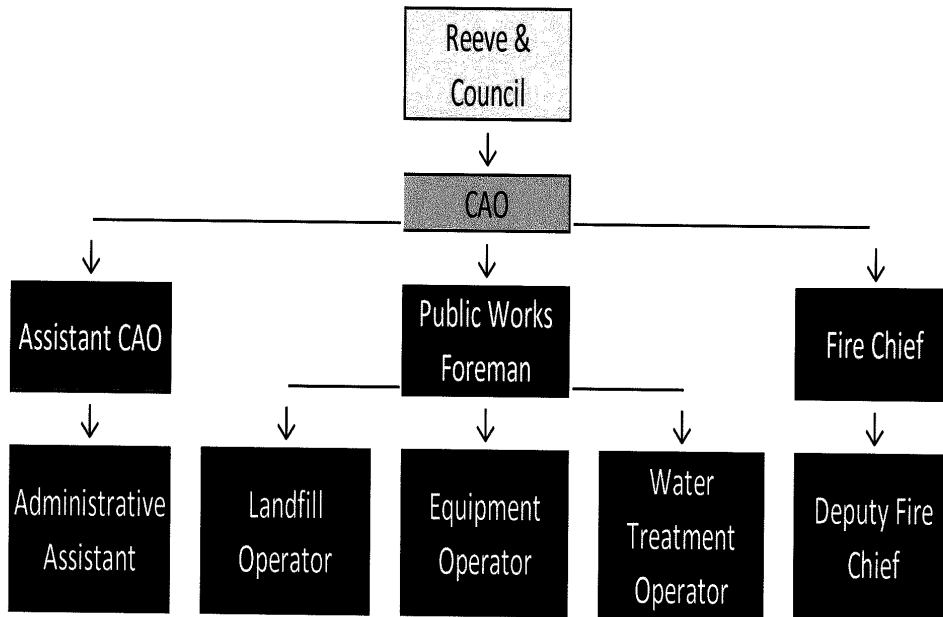 Reeve &
Council
CAO
Assistant CAO
Public Works
Foreman
Fire Chief
Administrative
Assistant
Landfill
Operator
Equipment
Operator
Water
Treatment
Operator
Deputy Fire
Chief